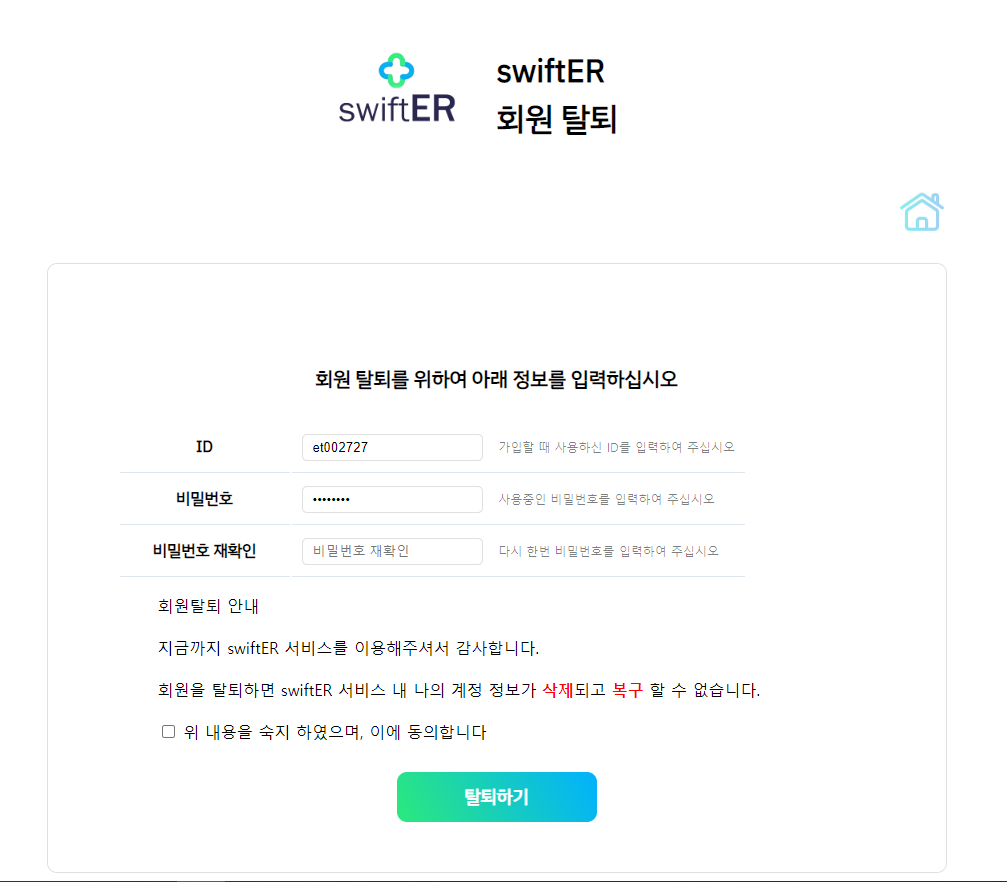 swiftER
swiftER
회원 탈퇴
회원 탈퇴를 위하여 아래 정보를 입력하십시오
ID et002727 가입할 때 사용하신 ID를 입력하여 주십시오
비밀번호 •••••••• 사용중인 비밀번호를 입력하여 주십시오
비밀번호 재확인 비밀번호 재확인 다시 한번 비밀번호를 입력하여 주십시오
회원탈퇴 안내
지금까지 swiftER 서비스를 이용해주셔서 감사합니다.
회원을 탈퇴하면 swiftER 서비스 내 나의 계정 정보가 삭제되고 복구 할 수 없습니다.
위 내용을 숙지 하였으며, 이에 동의합니다
탈퇴하기